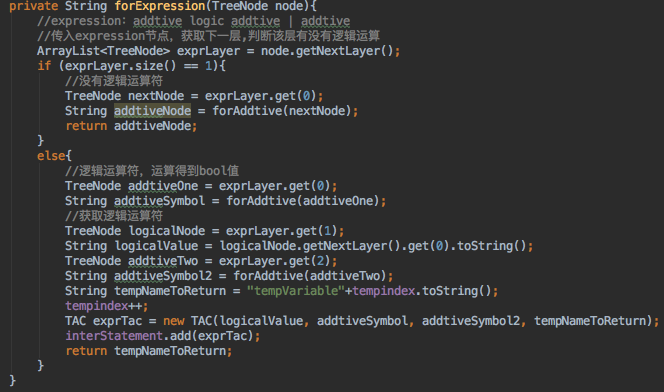 private String forExpression(TreeNode node){
//expression: addtive logic addtive | addtive
//传入expression节点, 获取下一层,判断该层有没有逻辑运算
ArrayList<TreeNode> exprLayer = node.getNextLayer();
if (exprLayer.size() == 1){
//没有逻辑运算符
TreeNode nextNode = exprLayer.get(0);
String addtiveNode = forAddtive(nextNode);
return addtiveNode;
}
else{
//逻辑运算符, 运算得到bool值
TreeNode addtiveOne = exprLayer.get(0);
String addtiveSymbol = forAddtive(addtiveOne);
//获取逻辑运算符
TreeNode logicalNode = exprLayer.get(1);
String logicalValue = logicalNode.getNextLayer().get(0).toString();
TreeNode addtiveTwo = exprLayer.get(2);
String addtiveSymbol2 = forAddtive(addtiveTwo);
String tempNameToReturn = "tempVariable"+tempindex.toString();
tempindex++;
TAC exprTac = new TAC(logicalValue, addtiveSymbol, addtiveSymbol2, tempNameToReturn);
interStatement.add(exprTac);
return tempNameToReturn;
}
}